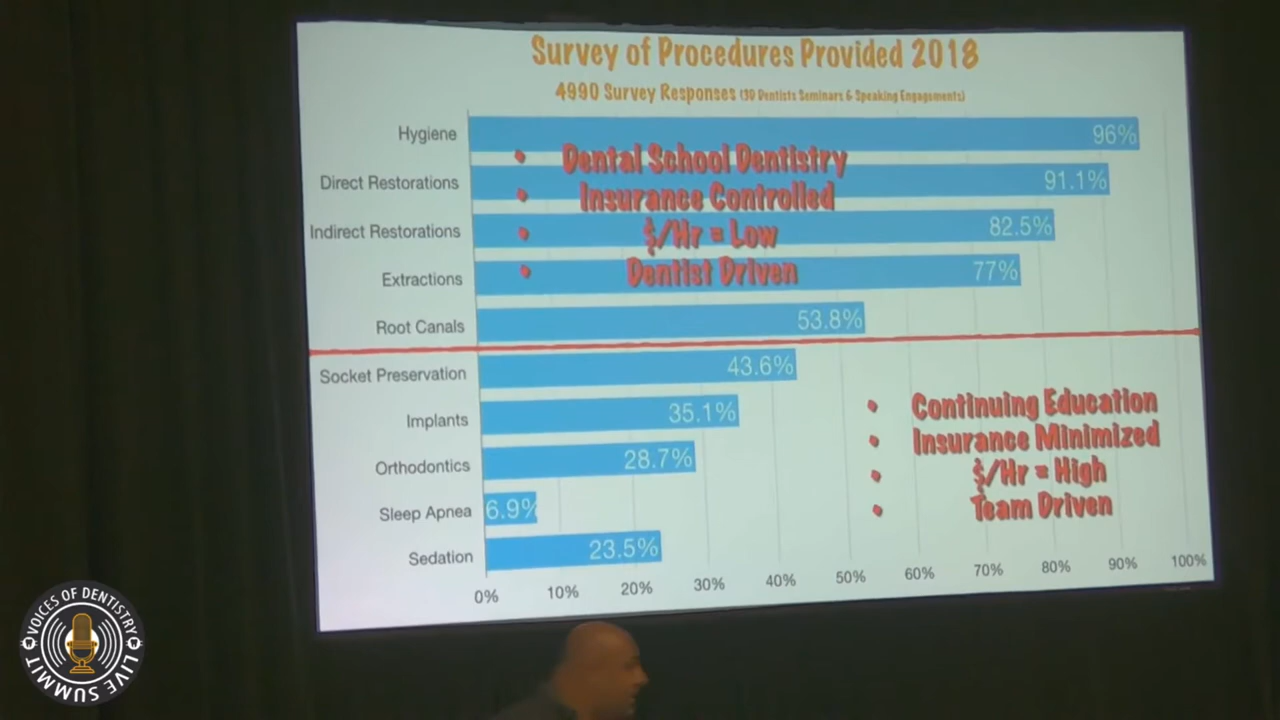 Survey of Procedures Provided 2018
4990 Survey Responses (3D Dentists Seminars & Speaking Engagements)
Hygiene 96%
• Dental School Dentistry
Direct Restorations 91.1%
• Insurance Controlled
Indirect Restorations 82.5%
• $/Hr = Low
Extractions 77%
• Dentist Driven
Root Canals 53.8%
Socket Preservation 43.6%
Implants 35.1%
• Continuing Education
• Insurance Minimized
Orthodontics 28.7%
• $/Hr = High
Sleep Apnea 6.9%
• Team Driven
Sedation 23.5%
0% 10% 20% 30% 40% 50% 60% 70% 80% 90% 100%
VOICES OF DENTISTRY
LIVE SUMMIT